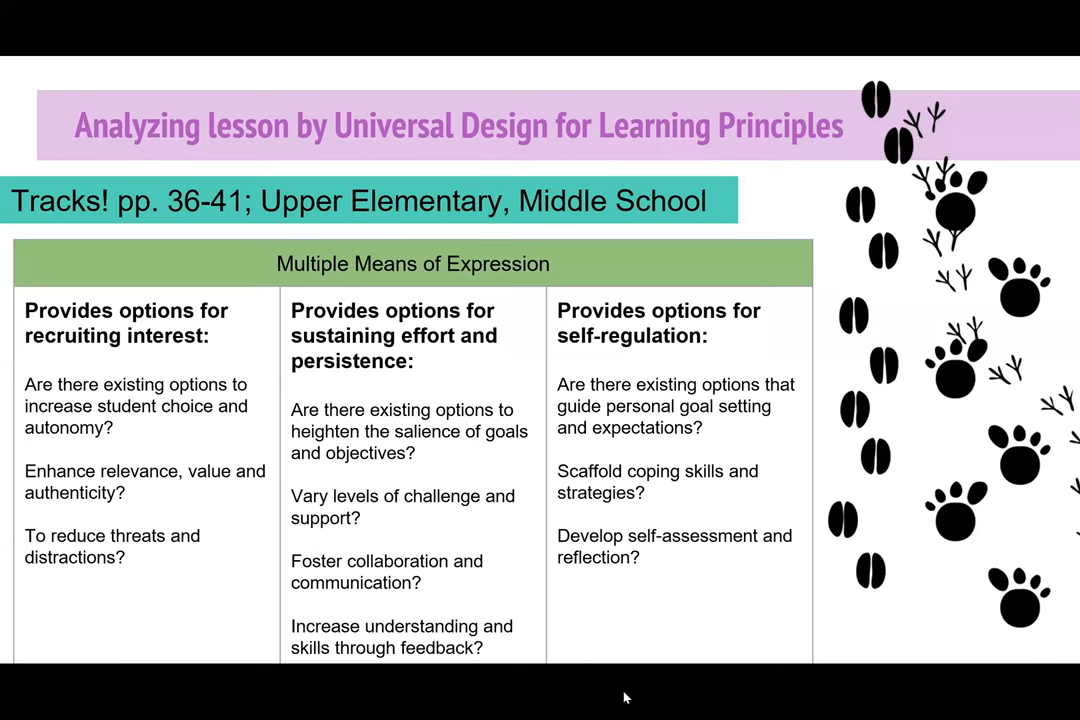 Analyzing lesson by Universal Design for Learning Principles
Tracks! pp. 36-41; Upper Elementary, Middle School
Multiple Means of Expression
Provides options for
recruiting interest:
Are there existing options to
increase student choice and
autonomy?
Enhance relevance, value and
authenticity?
To reduce threats and
distractions?
Provides options for
sustaining effort and
persistence:
Are there existing options to
heighten the salience of goals
and objectives?
Vary levels of challenge and
support?
Foster collaboration and
communication?
Increase understanding and
skills through feedback?
Provides options for
self-regulation:
Are there existing options that
guide personal goal setting
and expectations?
Scaffold coping skills and
strategies?
Develop self-assessment and
reflection?